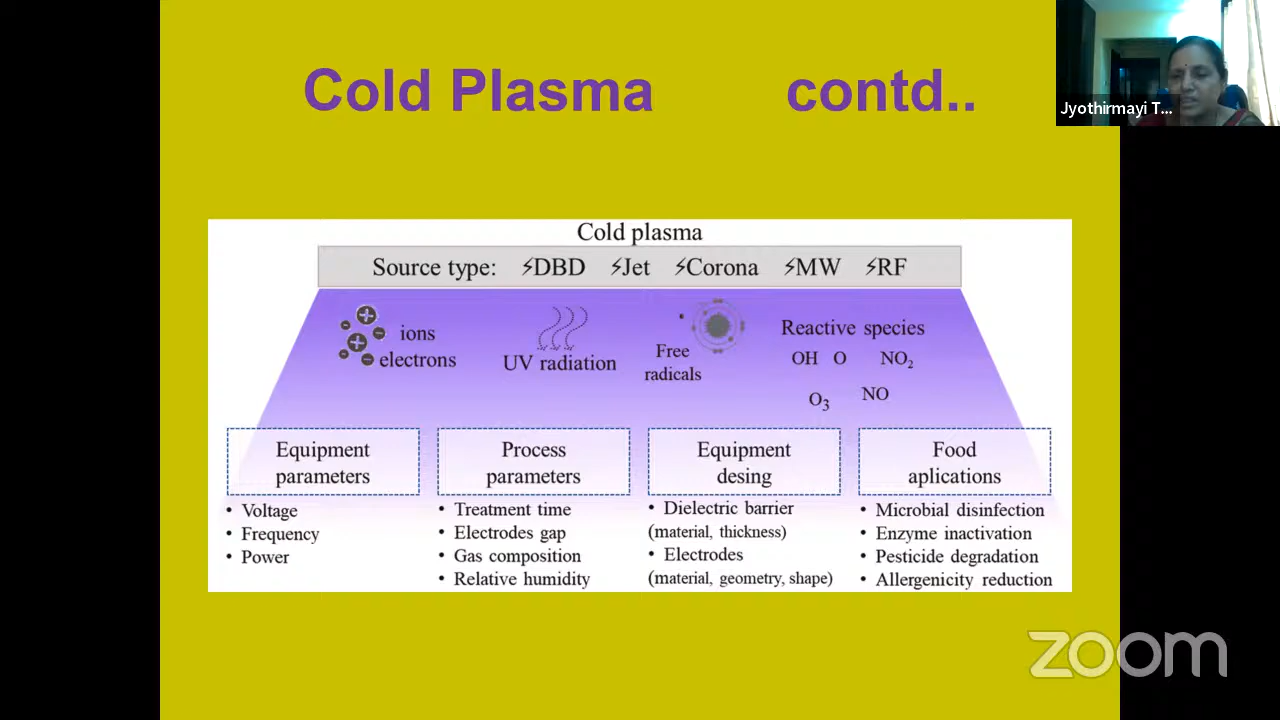 Cold Plasma contd..
Jyothirmayi T...
Cold plasma
Source type: ⚡DBD ⚡Jet ⚡Corona ⚡MW ⚡RF
ions
electrons
UV radiation
Free
radicals
Reactive species
OH O NO₂
O₃ NO
Equipment
parameters
• Voltage
• Frequency
• Power
Process
parameters
• Treatment time
• Electrodes gap
• Gas composition
• Relative humidity
Equipment
desing
• Dielectric barrier
(material, thickness)
• Electrodes
(material, geometry, shape)
Food
aplications
• Microbial disinfection
• Enzyme inactivation
• Pesticide degradation
• Allergenicity reduction
zoom